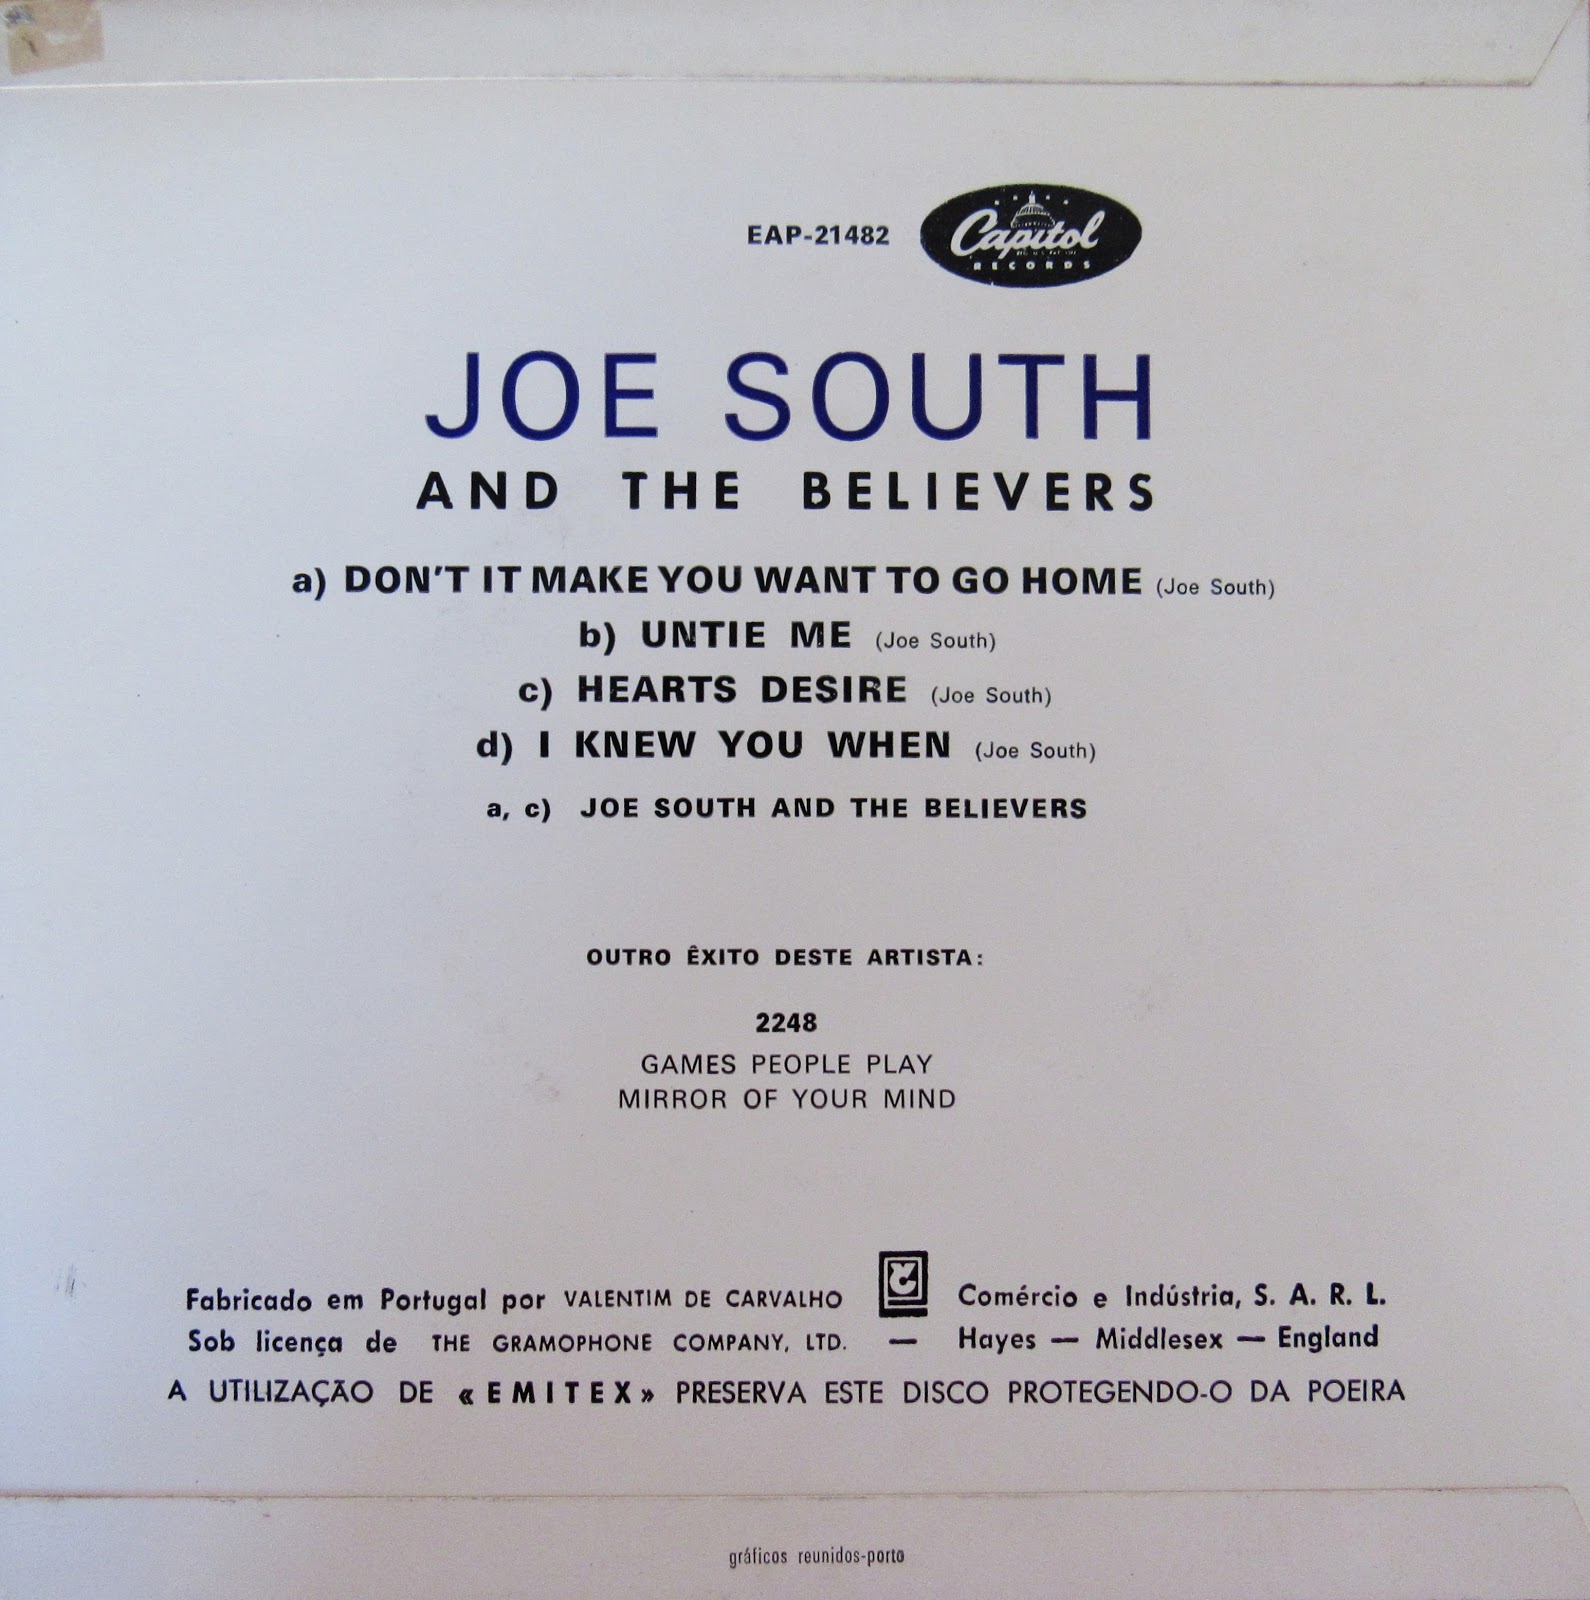 EAP-21482
Capitol
RECORDS
JOE SOUTH
AND THE BELIEVERS
a) DON'T IT MAKE YOU WANT TO GO HOME (Joe South)
b) UNTIE ME (Joe South)
c) HEARTS DESIRE (Joe South)
d) I KNEW YOU WHEN (Joe South)
a, c) JOE SOUTH AND THE BELIEVERS
OUTRO ÊXITO DESTE ARTISTA:
2248
GAMES PEOPLE PLAY
MIRROR OF YOUR MIND
Fabricado em Portugal por VALENTIM DE CARVALHO Comércio e Indústria, S. A. R. L.
Sob licença de THE GRAMOPHONE COMPANY, LTD. — Hayes — Middlesex — England
A UTILIZAÇÃO DE «EMITEX» PRESERVA ESTE DISCO PROTEGENDO-O DA POEIRA
gráficos reunidos-porto